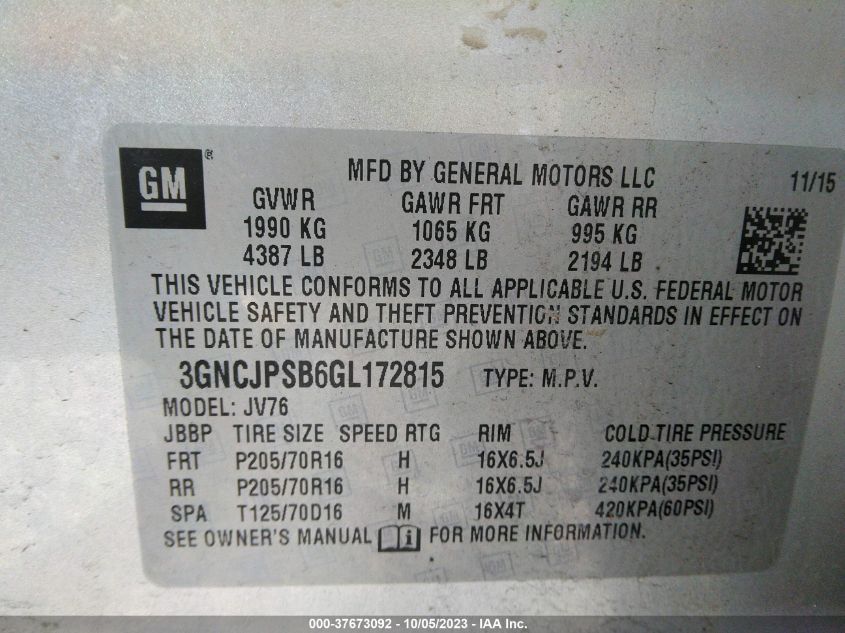 GM ®
MFD BY GENERAL MOTORS LLC 11/15
GVWR GAWR FRT GAWR RR
1990 KG 1065 KG 995 KG
4387 LB 2348 LB 2194 LB
THIS VEHICLE CONFORMS TO ALL APPLICABLE U.S. FEDERAL MOTOR
VEHICLE SAFETY AND THEFT PREVENTION STANDARDS IN EFFECT ON
THE DATE OF MANUFACTURE SHOWN ABOVE.
3GNCJPSB6GL172815 TYPE: M.P.V.
MODEL: JV76
JBBP TIRE SIZE SPEED RTG RIM COLD TIRE PRESSURE
FRT P205/70R16 H 16X6.5J 240KPA(35PSI)
RR P205/70R16 H 16X6.5J 240KPA(35PSI)
SPA T125/70D16 M 16X4T 420KPA(60PSI)
SEE OWNER'S MANUAL i FOR MORE INFORMATION.
000-37673092 - 10/05/2023 - IAA Inc.